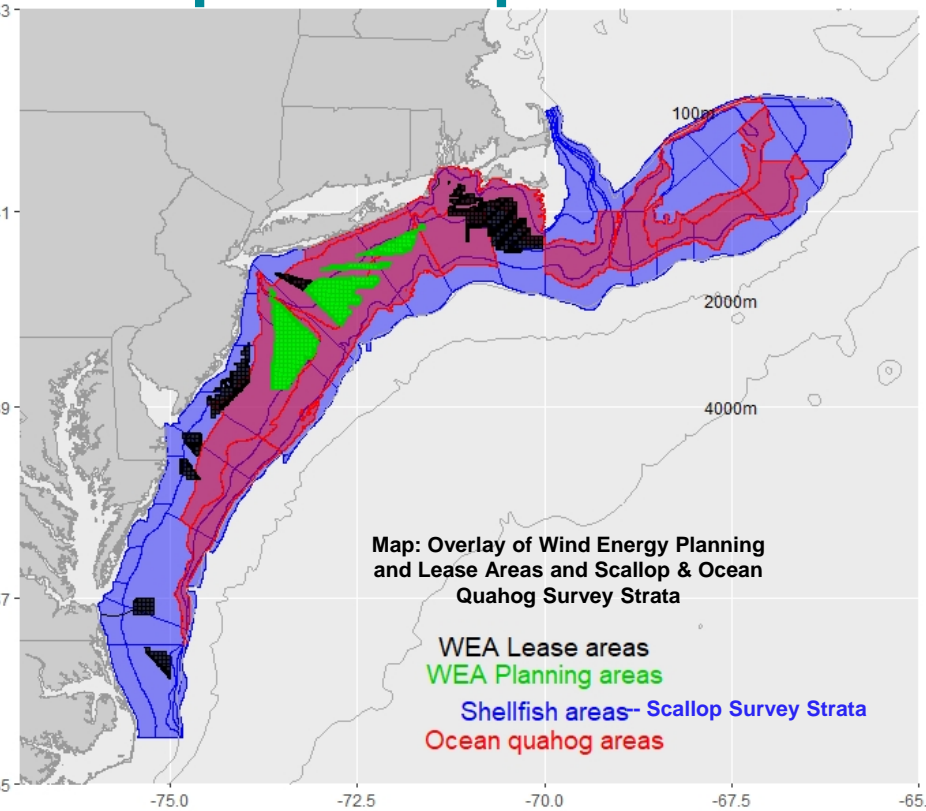 3
100m
1
2000m
9
4000m
Map: Overlay of Wind Energy Planning
and Lease Areas and Scallop & Ocean
Quahog Survey Strata
7
WEA Lease areas
WEA Planning areas
Shellfish areas-- Scallop Survey Strata
Ocean quahog areas
5
-75.0 -72.5 -70.0 -67.5 -65.